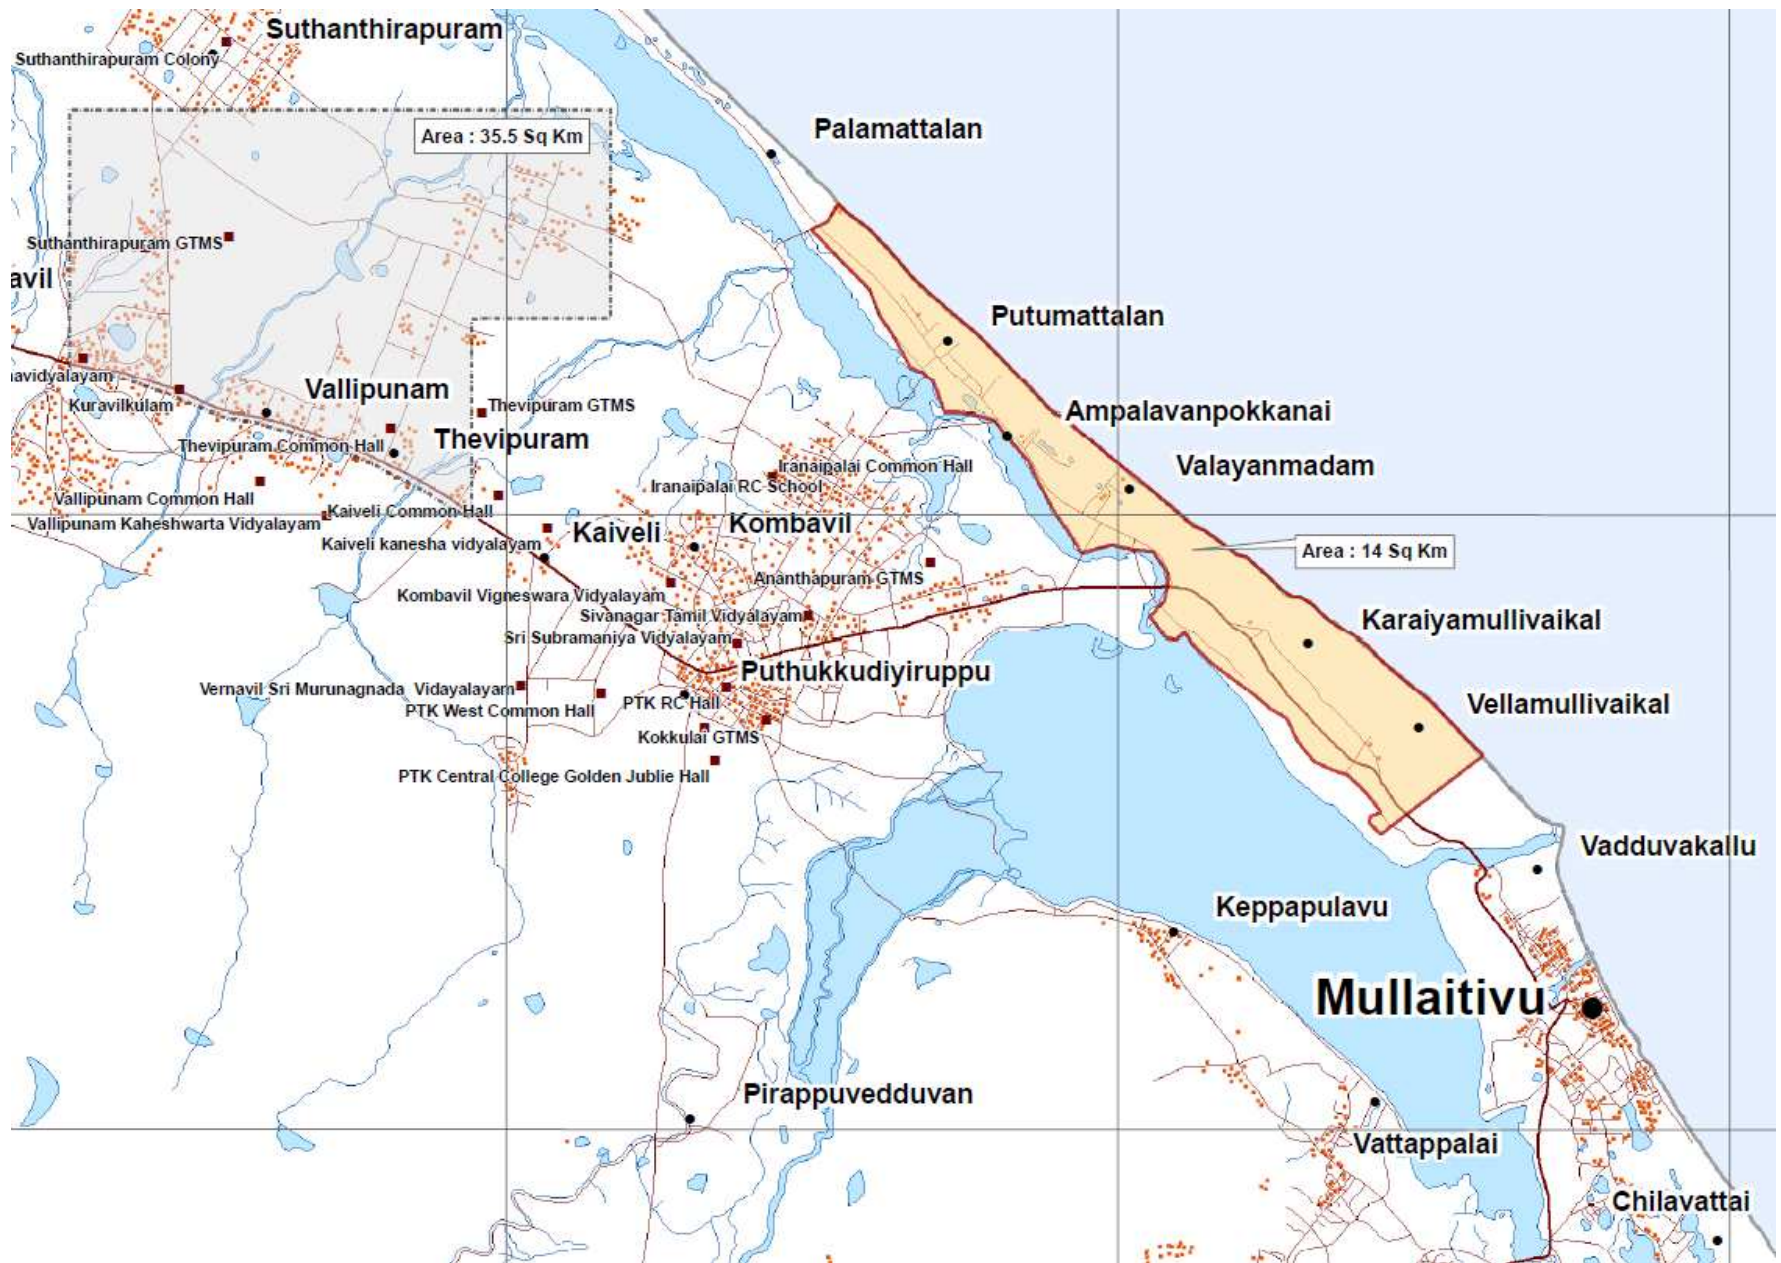 Suthanthirapuram
Suthanthirapuram Colony
Area : 35.5 Sq Km
Palamattalan
Suthanthirapuram GTMS
avil
Putumattalan
navidyalayam
Kuravilkulam
Vallipunam
Thevipuram GTMS
Ampalavanpokkanai
Thevipuram Common Hall
Thevipuram
Valayanmadam
Iranaipalai Common Hall
Iranaipalai RC School
Vallipunam Common Hall
Kaiveli Common Hall
Vallipunam Kaheshwarta Vidyalayam
Kaiveli
Kombavil
Kaiveli kanesha vidyalayam
Area : 14 Sq Km
Ananthapuram GTMS
Kombavil Vigneswara Vidyalayam
Sivanagar Tamil Vidyalayam
Karaiyamullivaikal
Sri Subramaniya Vidyalayam
Puthukkudiyiruppu
Vernavil Sri Murunagnada Vidayalayam
PTK RC Hall
PTK West Common Hall
Vellamullivaikal
Kokkulai GTMS
PTK Central College Golden Jublie Hall
Vadduvakallu
Keppapulavu
Mullaitivu
Pirappuvedduvan
Vattappalai
Chilavattai